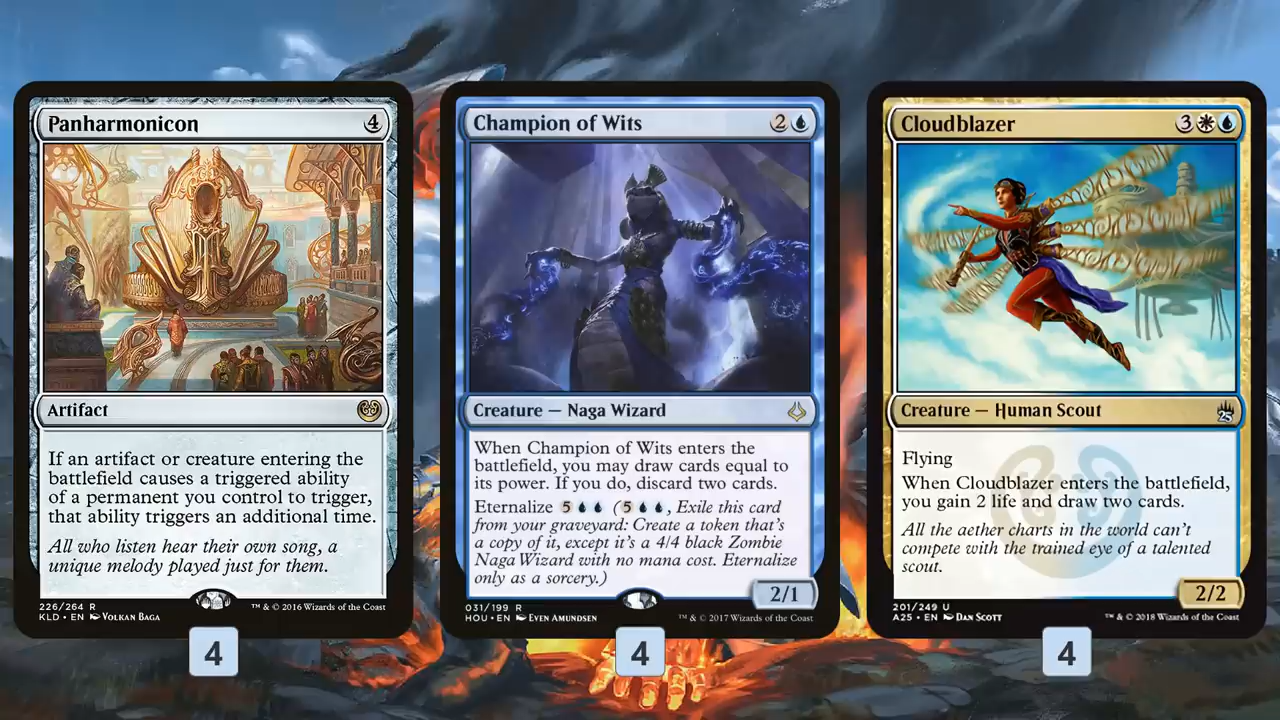 Panharmonicon 4
Artifact
If an artifact or creature entering the
battlefield causes a triggered ability
of a permanent you control to trigger,
that ability triggers an additional time.
All who listen hear their own song, a
unique melody played just for them.
226/264 R
KLD • EN VOLKAN BAGA
™ & © 2016 Wizards of the Coast
4
Champion of Wits 2
Creature — Naga Wizard
When Champion of Wits enters the
battlefield, you may draw cards equal to
its power. If you do, discard two cards.
Eternalize 5 (5, Exile this card
from your graveyard: Create a token that's
a copy of it, except it's a 4/4 black Zombie
Naga Wizard with no mana cost. Eternalize
only as a sorcery.)
2/1
031/199 R
HOU • EN EVEN AMUNDSEN
™ & © 2017 Wizards of the Coast
4
Cloudblazer 3
Creature — Human Scout
25
Flying
When Cloudblazer enters the battlefield,
you gain 2 life and draw two cards.
All the aether charts in the world can't
compete with the trained eye of a talented
scout.
2/2
201/249 U
A25 • EN DAN SCOTT
™ & © 2018 Wizards of the Coast
4